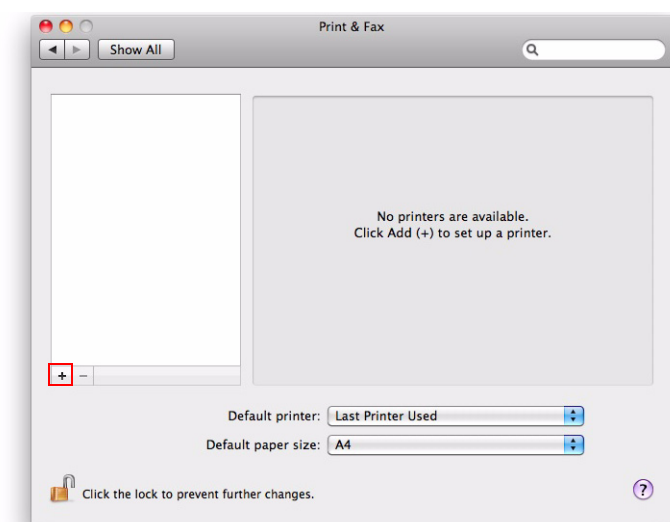 Print & Fax
Show All
No printers are available.
Click Add (+) to set up a printer.
+ −
Default printer: Last Printer Used
Default paper size: A4
Click the lock to prevent further changes.
?